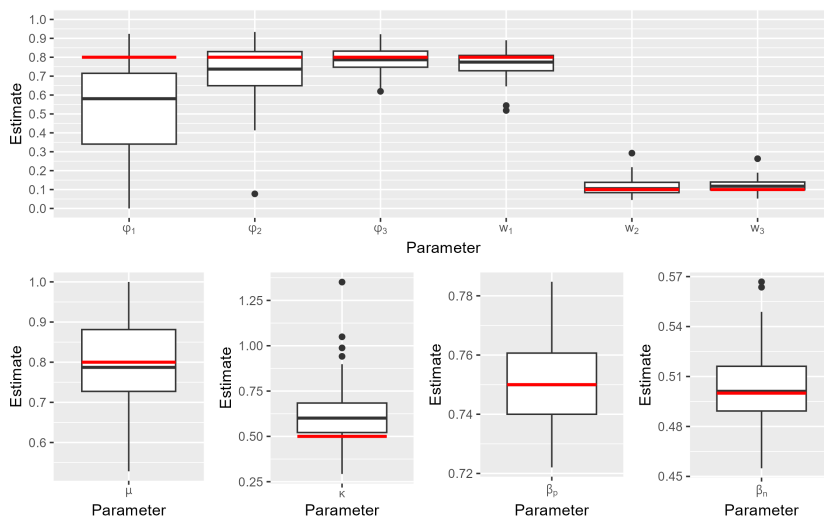 1.0
0.9
0.8
0.7
0.6
0.5
0.4
0.3
0.2
0.1
0.0
Estimate
φ₁ φ₂ φ₃ w₁ w₂ w₃
Parameter
1.0
0.9
0.8
0.7
0.6
Estimate
μ
Parameter
1.25
1.00
0.75
0.50
0.25
Estimate
κ
Parameter
0.78
0.76
0.74
0.72
Estimate
βₚ
Parameter
0.57
0.54
0.51
0.48
0.45
Estimate
βₙ
Parameter